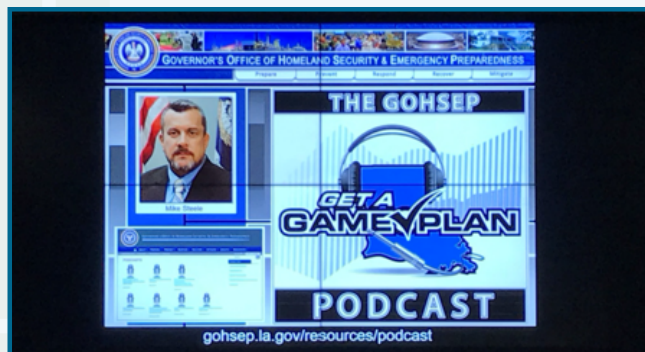 GOVERNOR'S OFFICE OF HOMELAND SECURITY & EMERGENCY PREPAREDNESS
Prepare Prevent Respond Recover Mitigate
THE GOHSEP
GET A
GAME PLAN
PODCAST
Mike Steele
gohsep.la.gov/resources/podcast